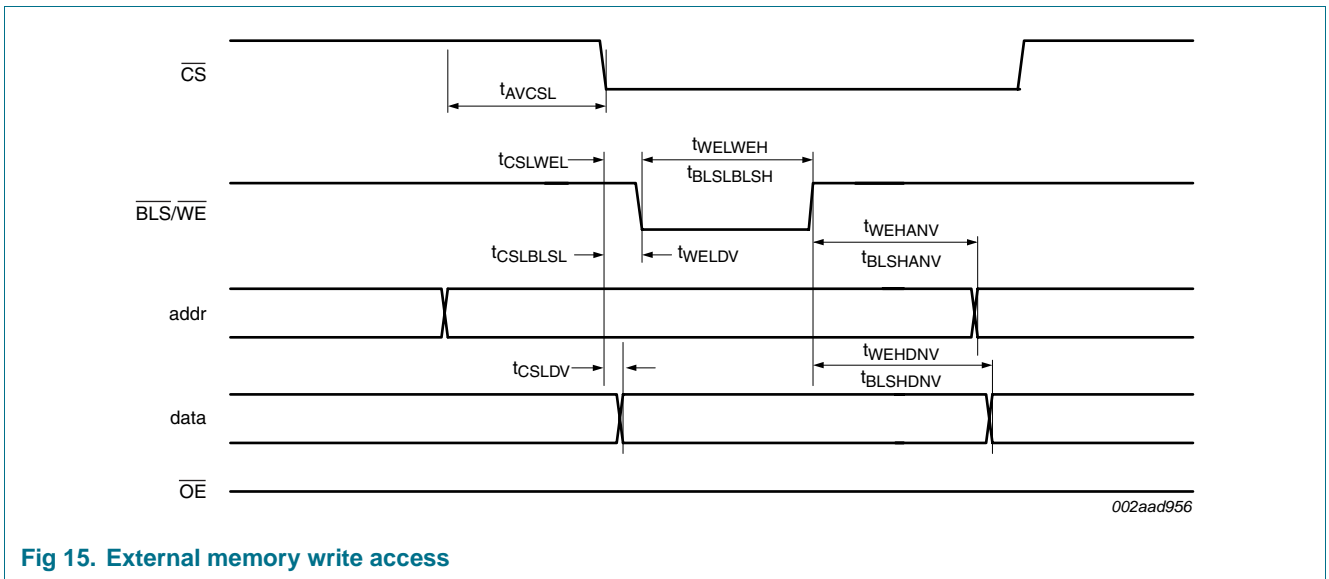 CS
tAVCSL
tCSLWEL
tWELWEH
tBLSLBLSH
BLS/WE
tCSLBLSL
tWELDV
tWEHANV
tBLSHANV
addr
tCSLDV
tWEHDNV
tBLSHDNV
data
OE
002aad956
Fig 15. External memory write access